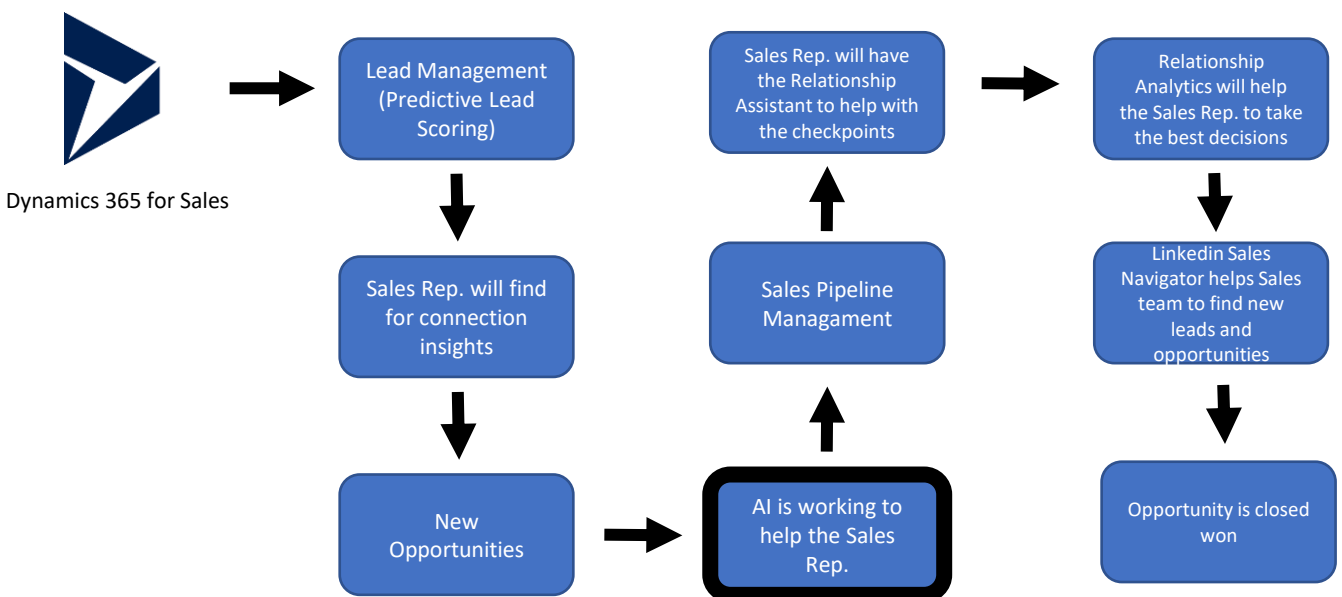 Dynamics 365 for Sales
Lead Management
(Predictive Lead
Scoring)
Sales Rep. will find
for connection
insights
New
Opportunities
AI is working to
help the Sales
Rep.
Sales Pipeline
Managament
Sales Rep. will have
the Relationship
Assistant to help with
the checkpoints
Relationship
Analytics will help
the Sales Rep. to take
the best decisions
Linkedin Sales
Navigator helps Sales
team to find new
leads and
opportunities
Opportunity is closed
won